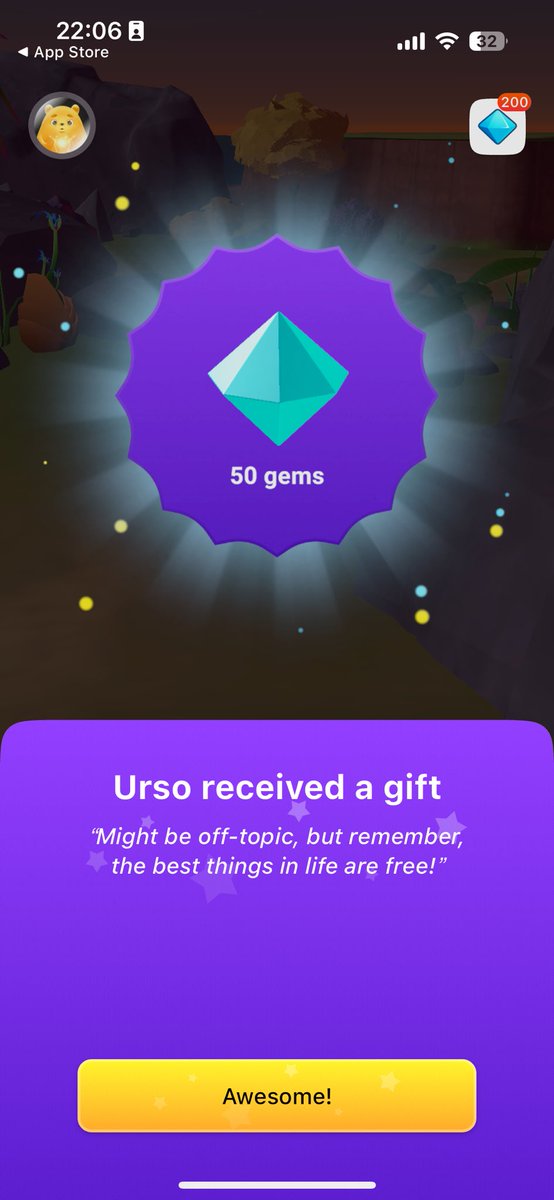 22:06
◀ App Store
32
200
50 gems
Urso received a gift
“Might be off-topic, but remember,
the best things in life are free!”
Awesome!